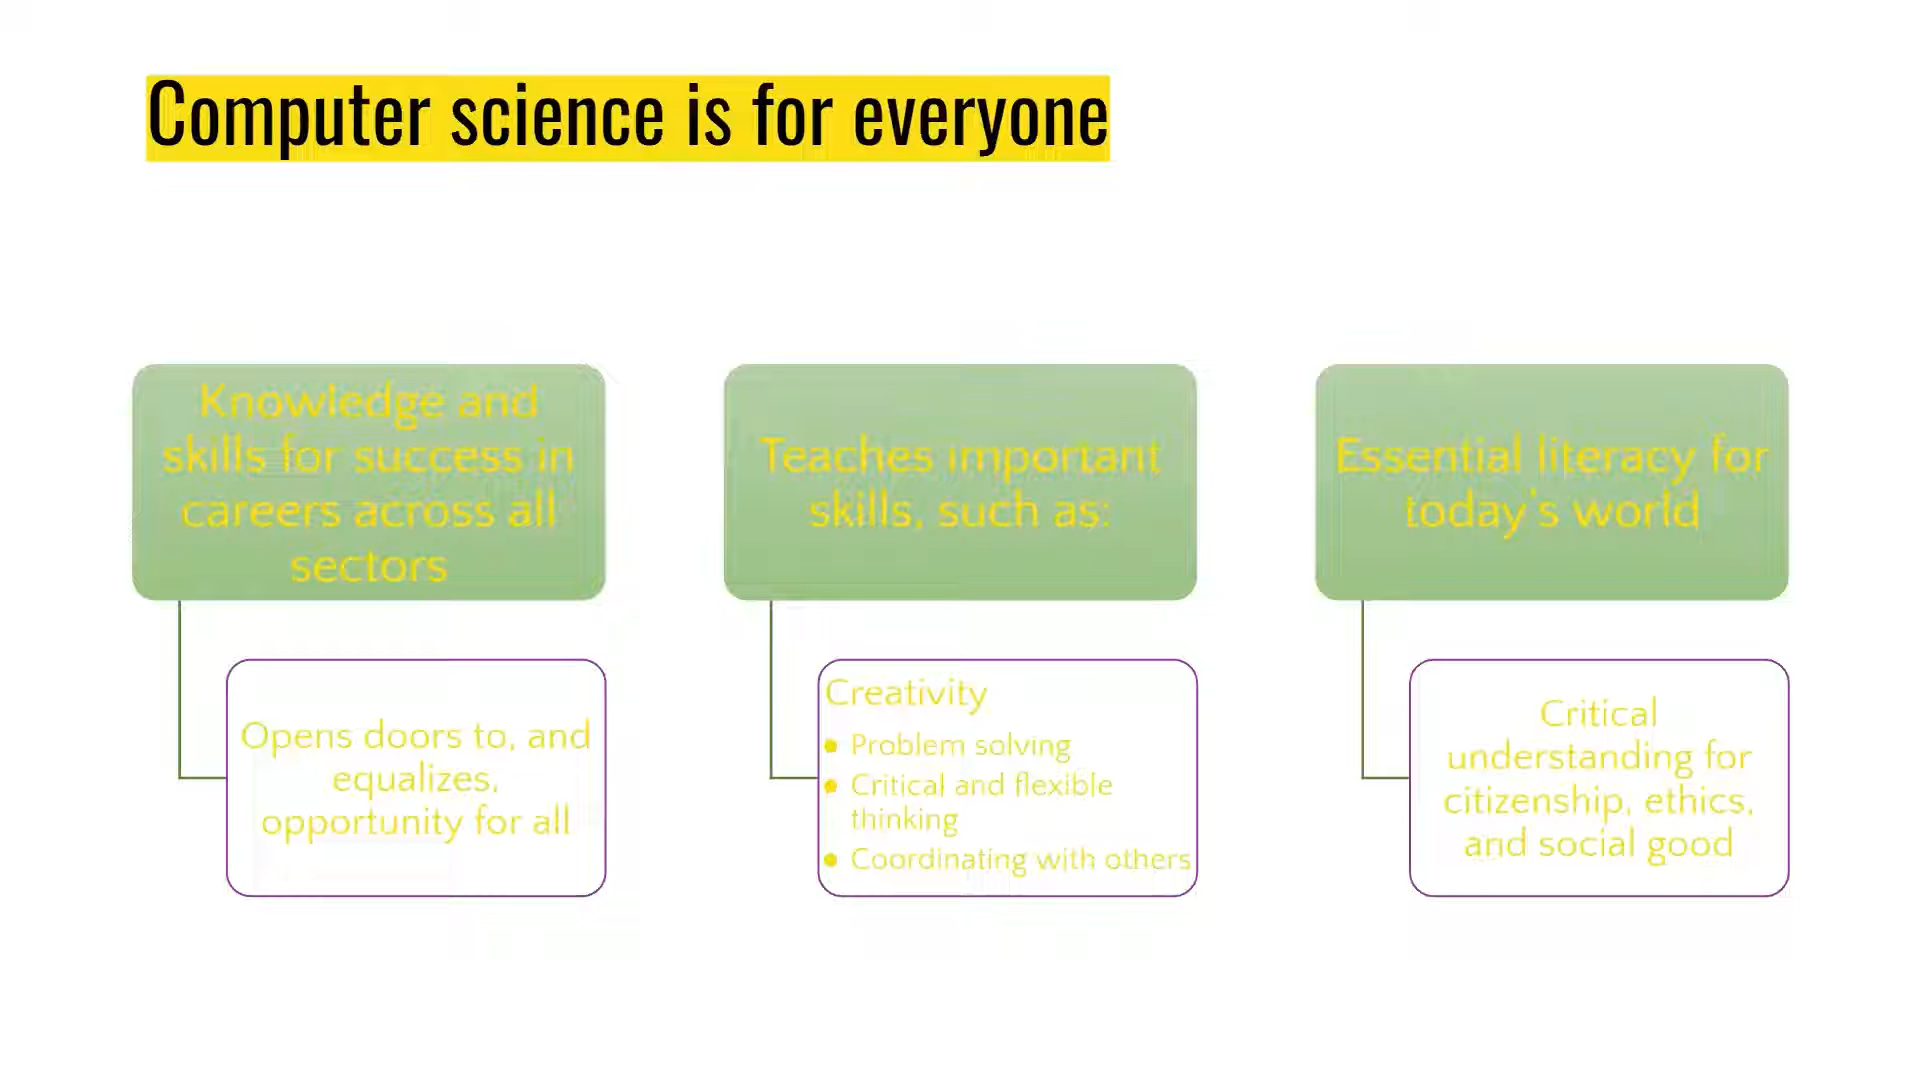 Computer science is for everyone
Knowledge and
skills for success in
careers across all
sectors
Opens doors to, and
equalizes,
opportunity for all
Teaches important
skills, such as:
Creativity
• Problem solving
• Critical and flexible
thinking
• Coordinating with others
Essential literacy for
today's world
Critical
understanding for
citizenship, ethics,
and social good